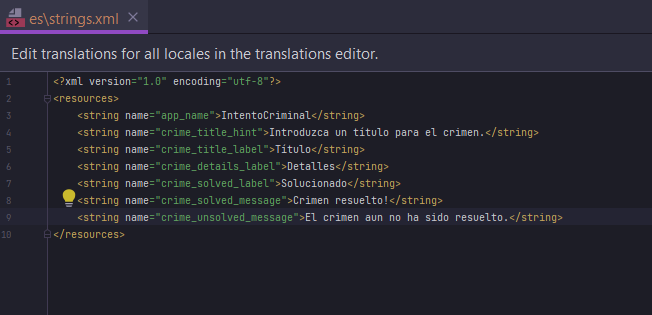 es\strings.xml
Edit translations for all locales in the translations editor.
1 <?xml version="1.0" encoding="utf-8"?>
2 <resources>
3 <string name="app_name">IntentoCriminal</string>
4 <string name="crime_title_hint">Introduzca un titulo para el crimen.</string>
5 <string name="crime_title_label">Titulo</string>
6 <string name="crime_details_label">Detalles</string>
7 <string name="crime_solved_label">Solucionado</string>
8 <string name="crime_solved_message">Crimen resuelto!</string>
9 <string name="crime_unsolved_message">El crimen aun no ha sido resuelto.</string>
10 </resources>